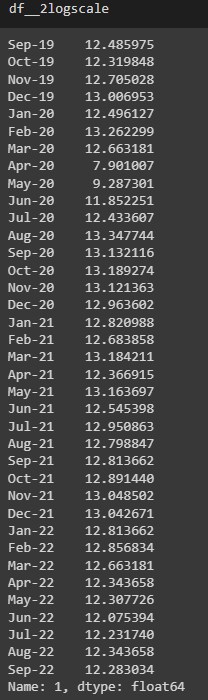 df__2logscale
Sep-19    12.485975
Oct-19    12.319848
Nov-19    12.705028
Dec-19    13.006953
Jan-20    12.496127
Feb-20    13.262299
Mar-20    12.663181
Apr-20     7.901007
May-20     9.287301
Jun-20    11.852251
Jul-20    12.433607
Aug-20    13.347744
Sep-20    13.132116
Oct-20    13.189274
Nov-20    13.121363
Dec-20    12.963602
Jan-21    12.820988
Feb-21    12.683858
Mar-21    13.184211
Apr-21    12.366915
May-21    13.163697
Jun-21    12.545398
Jul-21    12.950863
Aug-21    12.798847
Sep-21    12.813662
Oct-21    12.891440
Nov-21    13.048502
Dec-21    13.042671
Jan-22    12.813662
Feb-22    12.856834
Mar-22    12.663181
Apr-22    12.343658
May-22    12.307726
Jun-22    12.075394
Jul-22    12.231740
Aug-22    12.343658
Sep-22    12.283034
Name: 1, dtype: float64